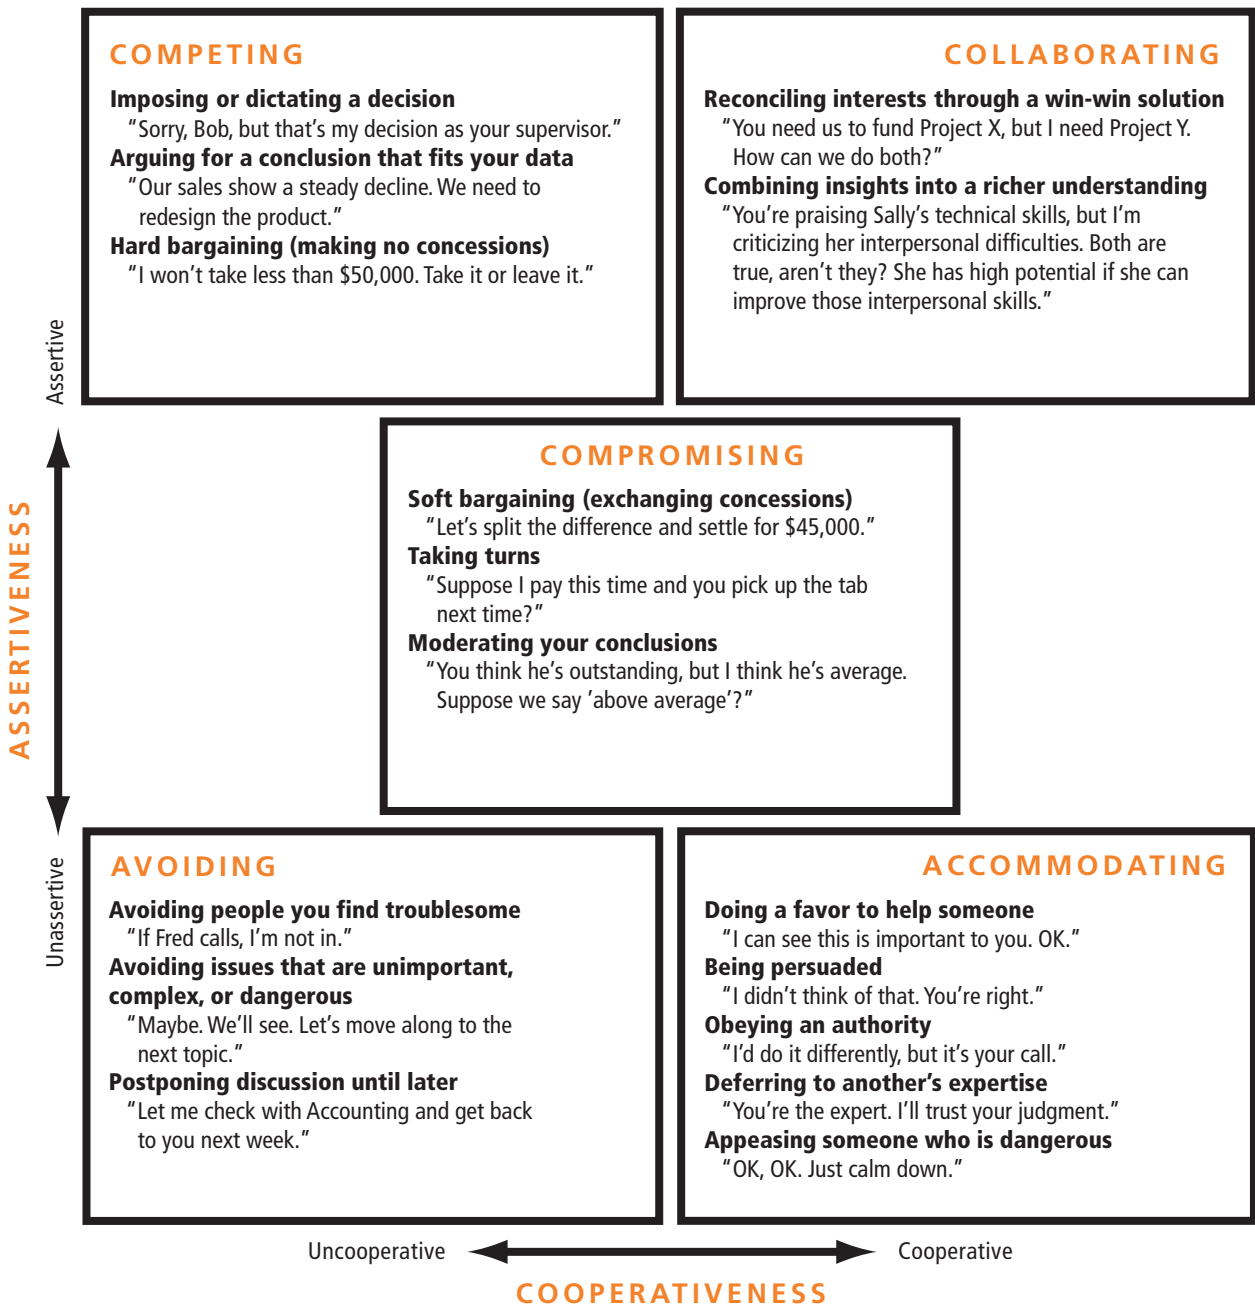 COMPETING
Imposing or dictating a decision
"Sorry, Bob, but that's my decision as your supervisor."
Arguing for a conclusion that fits your data
"Our sales show a steady decline. We need to
redesign the product."
Hard bargaining (making no concessions)
"I won't take less than $50,000. Take it or leave it."
COLLABORATING
Reconciling interests through a win-win solution
"You need us to fund Project X, but I need Project Y.
How can we do both?"
Combining insights into a richer understanding
"You're praising Sally's technical skills, but I'm
criticizing her interpersonal difficulties. Both are
true, aren't they? She has high potential if she can
improve those interpersonal skills."
Assertive
COMPROMISING
Soft bargaining (exchanging concessions)
"Let's split the difference and settle for $45,000."
Taking turns
"Suppose I pay this time and you pick up the tab
next time?"
Moderating your conclusions
"You think he's outstanding, but I think he's average.
Suppose we say 'above average'?"
ASSERTIVENESS
Unassertive
AVOIDING
Avoiding people you find troublesome
"If Fred calls, I'm not in."
Avoiding issues that are unimportant,
complex, or dangerous
"Maybe. We'll see. Let's move along to the
next topic."
Postponing discussion until later
"Let me check with Accounting and get back
to you next week."
ACCOMMODATING
Doing a favor to help someone
"I can see this is important to you. OK."
Being persuaded
"I didn't think of that. You're right."
Obeying an authority
"I'd do it differently, but it's your call."
Deferring to another's expertise
"You're the expert. I'll trust your judgment."
Appeasing someone who is dangerous
"OK, OK. Just calm down."
Uncooperative
Cooperative
COOPERATIVENESS